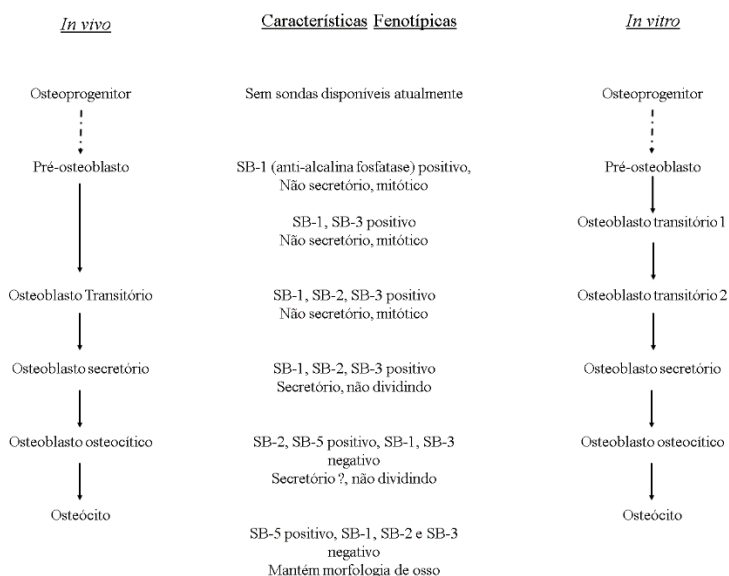 In vivo
Características Fenotípicas
In vitro
Osteoprogenitor
Sem sondas disponíveis atualmente
Osteoprogenitor
Pré-osteoblasto
SB-1 (anti-alcalina fosfatase) positivo,
Não secretório, mitótico
Pré-osteoblasto
SB-1, SB-3 positivo
Não secretório, mitótico
Osteoblasto transitório 1
Osteoblasto Transitório
SB-1, SB-2, SB-3 positivo
Não secretório, mitótico
Osteoblasto transitório 2
Osteoblasto secretório
SB-1, SB-2, SB-3 positivo
Secretório, não dividindo
Osteoblasto secretório
Osteoblasto osteocítico
SB-2, SB-5 positivo, SB-1, SB-3
negativo
Secretório ?, não dividindo
Osteoblasto osteocítico
Osteócito
Osteócito
SB-5 positivo, SB-1, SB-2 e SB-3
negativo
Mantém morfologia de osso